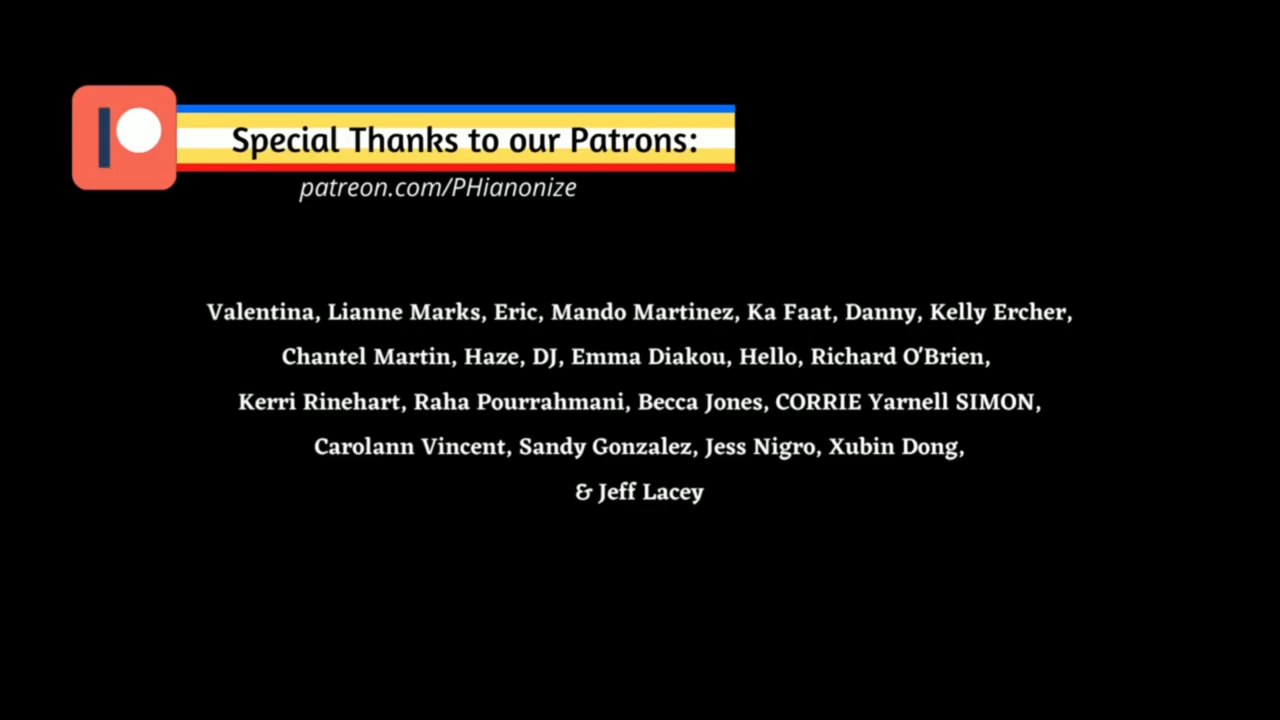 Special Thanks to our Patrons:
patreon.com/PHianonize
Valentina, Lianne Marks, Eric, Mando Martinez, Ka Faat, Danny, Kelly Ercher,
Chantel Martin, Haze, DJ, Emma Diakou, Hello, Richard O'Brien,
Kerri Rinehart, Raha Pourrahmani, Becca Jones, CORRIE Yarnell SIMON,
Carolann Vincent, Sandy Gonzalez, Jess Nigro, Xubin Dong,
& Jeff Lacey